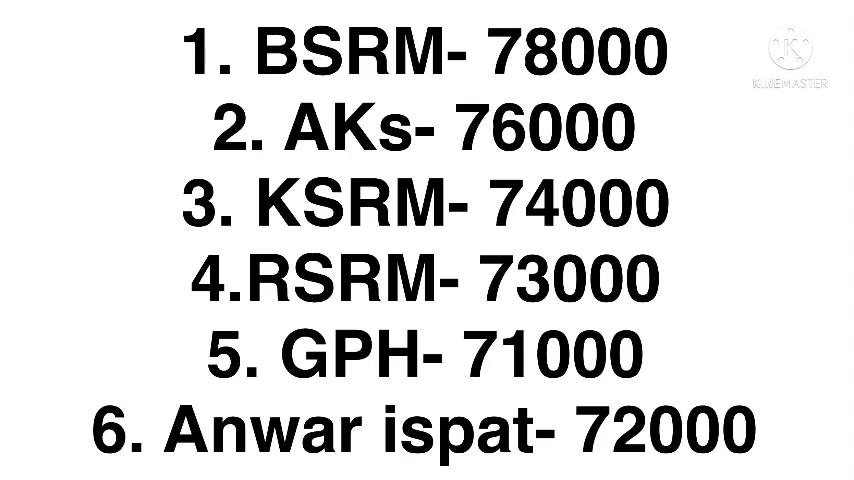 1. BSRM- 78000
KINEMASTER
2. AKs- 76000
3. KSRM- 74000
4.RSRM- 73000
5. GPH- 71000
6. Anwar ispat- 72000